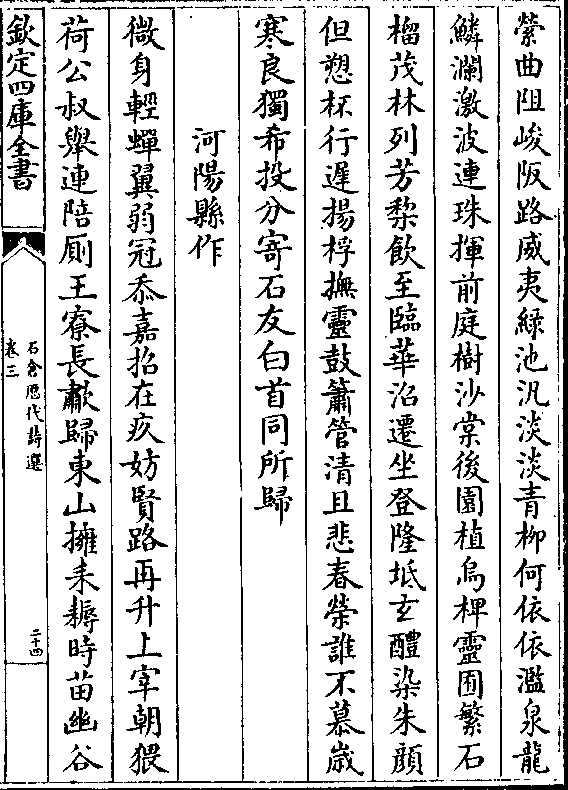 縈曲阻峻阪路威夷綠池汎淡淡青柳何依依濫泉龍
鱗瀾激波連珠揮前庭樹沙棠後園植烏椑靈囿繁石
榴茂林列芳棃飲至臨華沼遷坐登隆坻玄醴染朱顔
但愬杯行遲揚桴撫靈鼓簫管清且悲春榮誰不慕歳
寒良獨希投分寄石友白首同所歸
河陽縣作
微身輕蟬翼弱冠忝嘉招在疚妨賢路再升上宰朝猥
荷公叔舉連陪厠王寮長歗歸東山擁耒耨時苗幽谷
欽定四庫全書
石倉厯代詩選
卷三
二十四